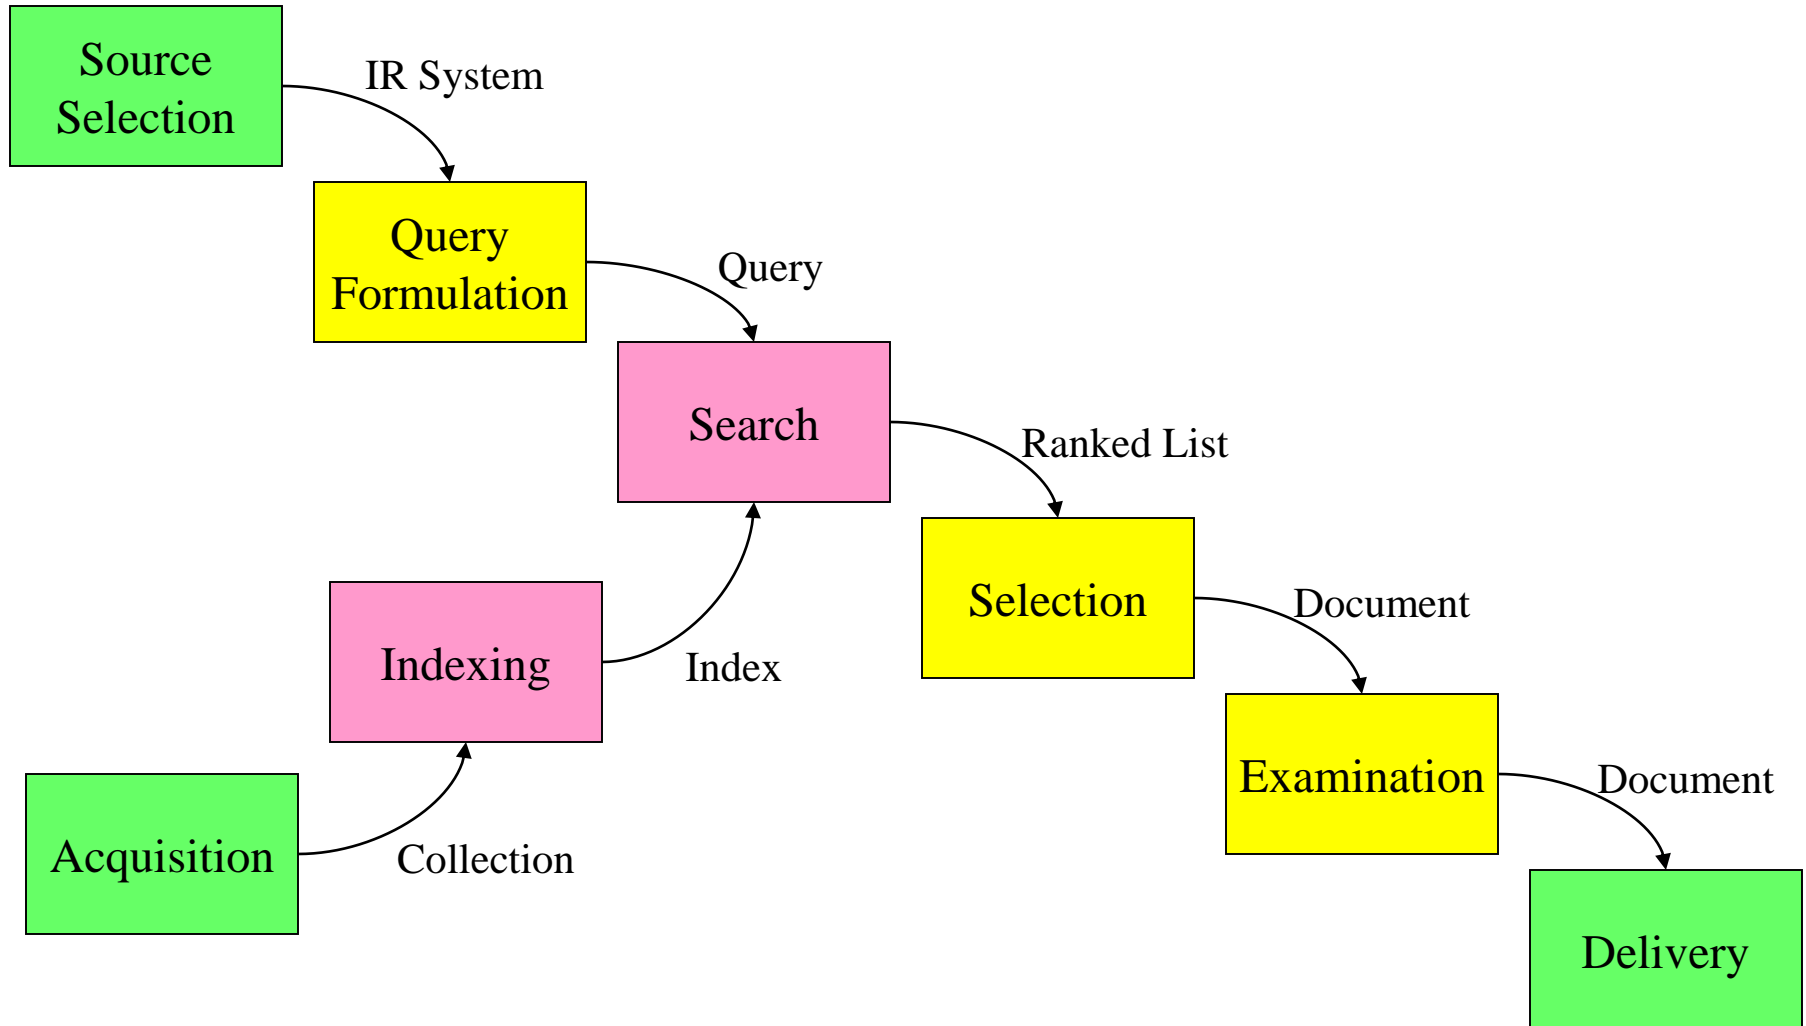 Source
Selection
IR System
Query
Formulation
Query
Search
Ranked List
Selection
Document
Indexing
Index
Examination
Document
Acquisition
Collection
Delivery